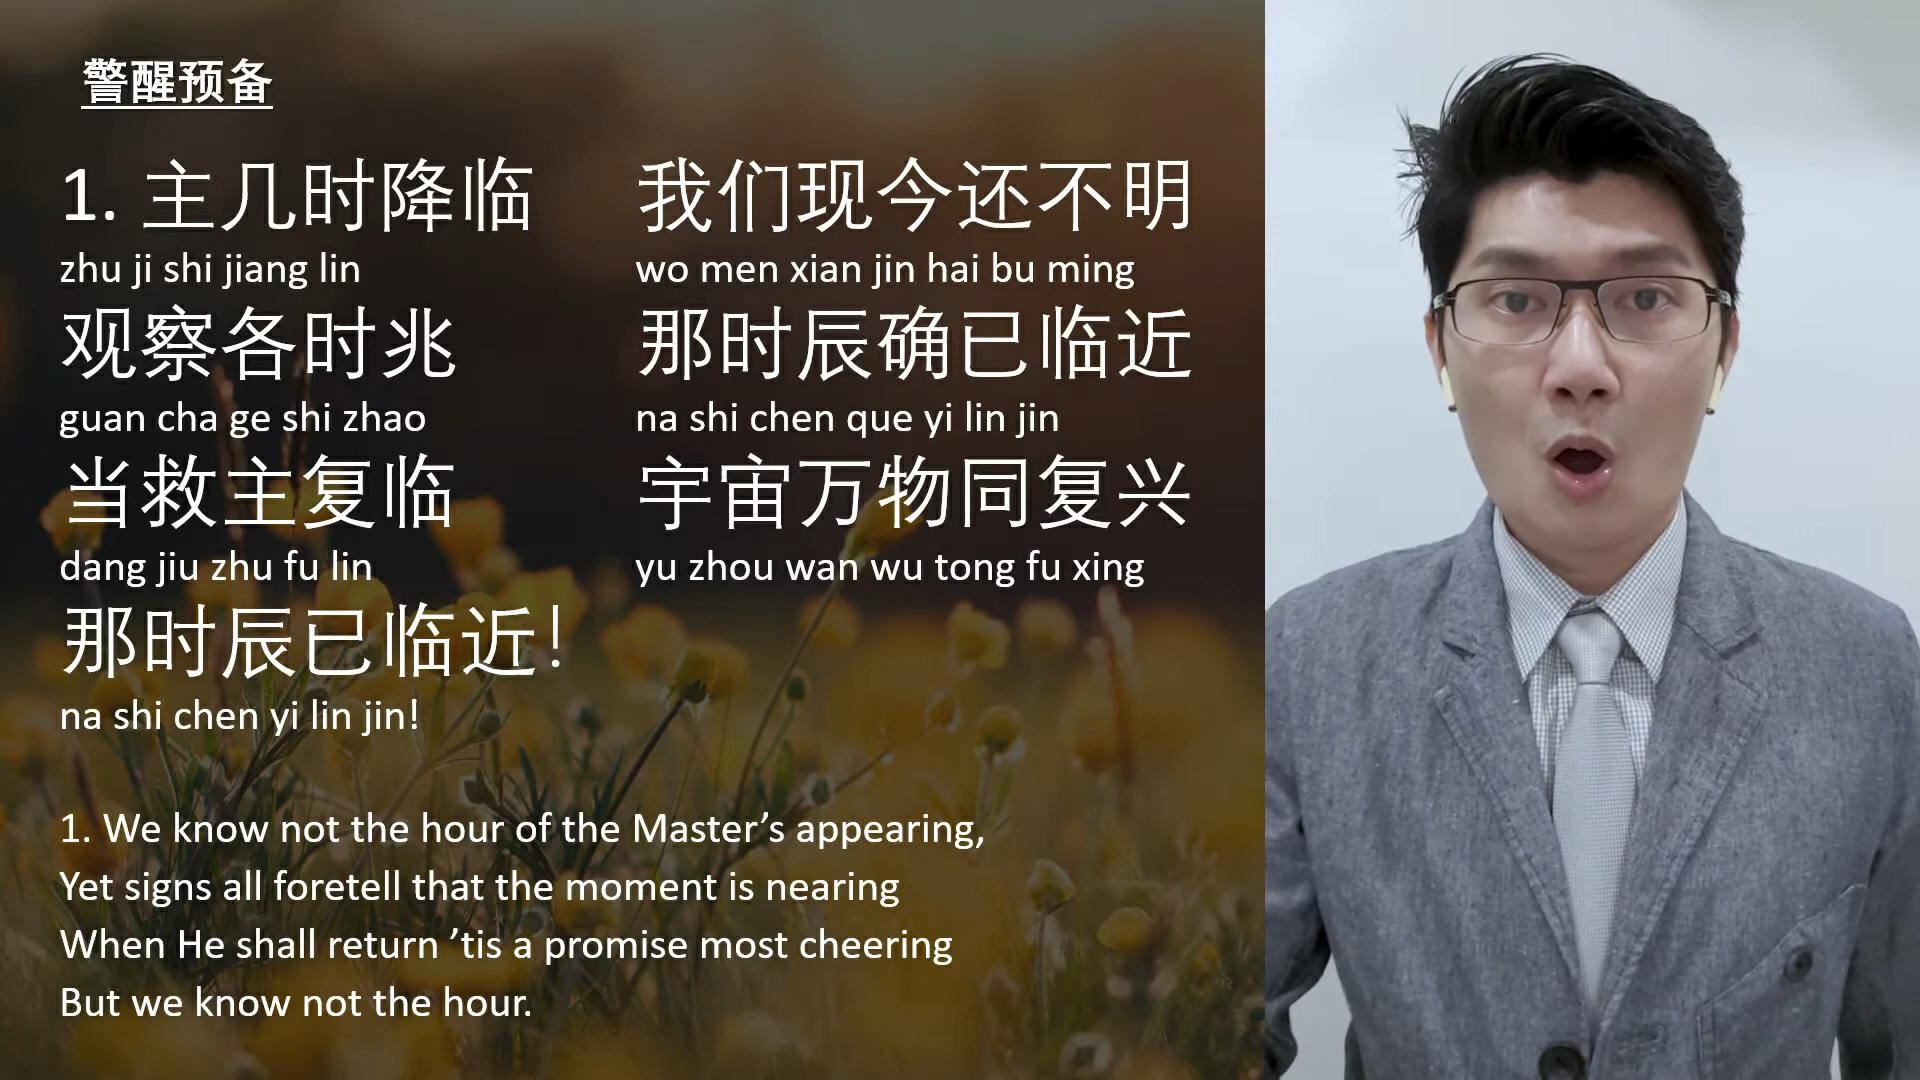 警醒预备
1. 主几时降临 我们现今还不明
zhu ji shi jiang lin wo men xian jin hai bu ming
观察各时兆 那时辰确已临近
guan cha ge shi zhao na shi chen que yi lin jin
当救主复临 宇宙万物同复兴
dang jiu zhu fu lin yu zhou wan wu tong fu xing
那时辰已临近!
na shi chen yi lin jin!
1. We know not the hour of the Master’s appearing,
Yet signs all foretell that the moment is nearing
When He shall return ’tis a promise most cheering
But we know not the hour.